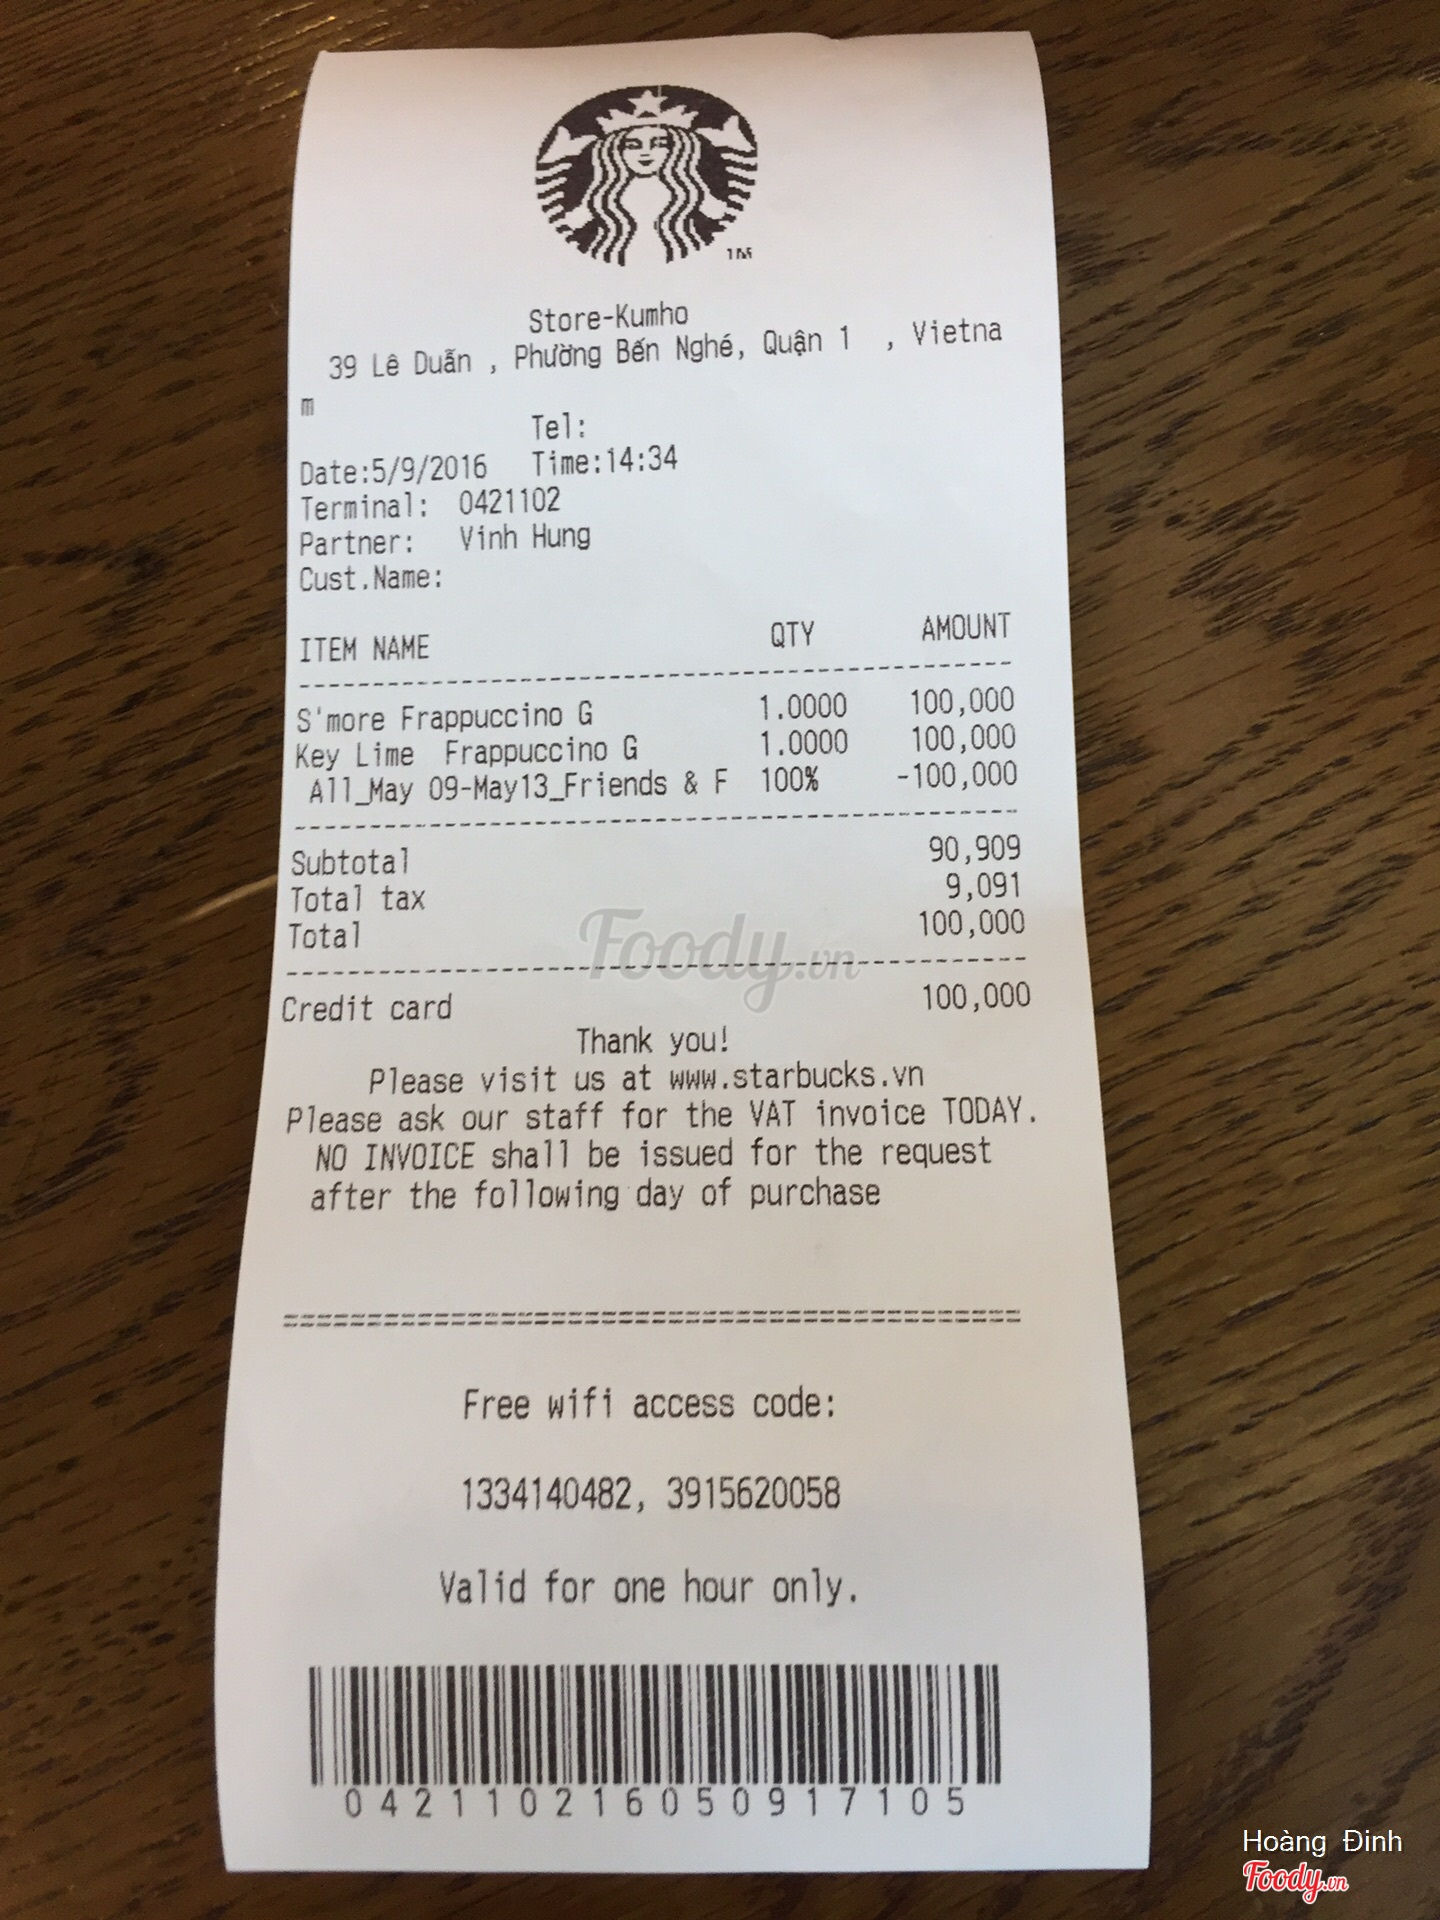 TM
Store-Kumho
39 Lê Duẩn , Phường Bến Nghé, Quận 1 , Vietna
m
Tel:
Date:5/9/2016 Time:14:34
Terminal: 0421102
Partner: Vinh Hung
Cust.Name:
ITEM NAME QTY AMOUNT
S'more Frappuccino G 1.0000 100,000
Key Lime Frappuccino G 1.0000 100,000
All_May 09-May13_Friends & F 100% -100,000
Subtotal 90,909
Total tax 9,091
Total 100,000
Foody.vn
Credit card 100,000
Thank you!
Please visit us at www.starbucks.vn
Please ask our staff for the VAT invoice TODAY.
NO INVOICE shall be issued for the request
after the following day of purchase
Free wifi access code:
1334140482, 3915620058
Valid for one hour only.
04211021605091705
Hoàng Đinh
Foody.vn